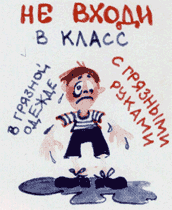 НЕ ВХОДИ
В КЛАСС
В ГРЯЗНОЙ
ОДЕЖДЕ
С ГРЯЗНЫМИ
РУКАМИ